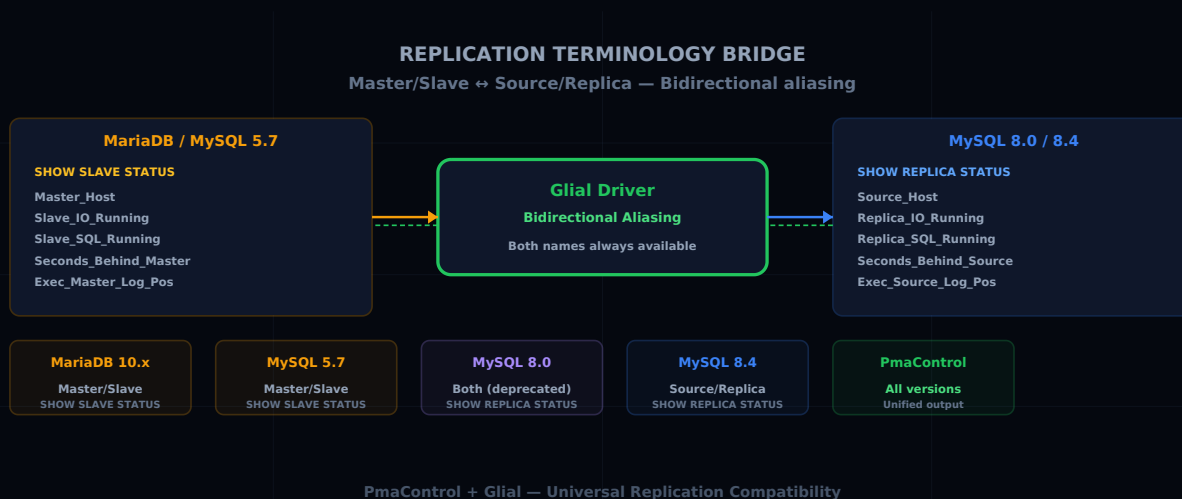 REPLICATION TERMINOLOGY BRIDGE
Master/Slave ↔ Source/Replica — Bidirectional aliasing
MariaDB / MySQL 5.7
SHOW SLAVE STATUS
Master_Host
Slave_IO_Running
Slave_SQL_Running
Seconds_Behind_Master
Exec_Master_Log_Pos
Glial Driver
Bidirectional Aliasing
Both names always available
MySQL 8.0 / 8.4
SHOW REPLICA STATUS
Source_Host
Replica_IO_Running
Replica_SQL_Running
Seconds_Behind_Source
Exec_Source_Log_Pos
MariaDB 10.x
Master/Slave
SHOW SLAVE STATUS
MySQL 5.7
Master/Slave
SHOW SLAVE STATUS
MySQL 8.0
Both (deprecated)
SHOW REPLICA STATUS
MySQL 8.4
Source/Replica
SHOW REPLICA STATUS
PmaControl
All versions
Unified output
PmaControl + Glial — Universal Replication Compatibility